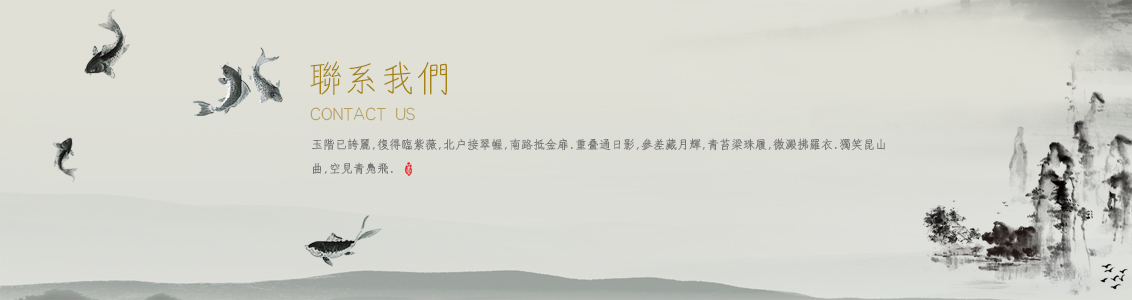 聯系我們
CONTACT US
玉階已誇麗,復得臨紫薇,北户接翠幄,南路抵金扉.重疊通日影,參差藏月輝,青苔梁珠履,微澱拂羅衣.獨笑昆山
曲,空見青鳧飛.